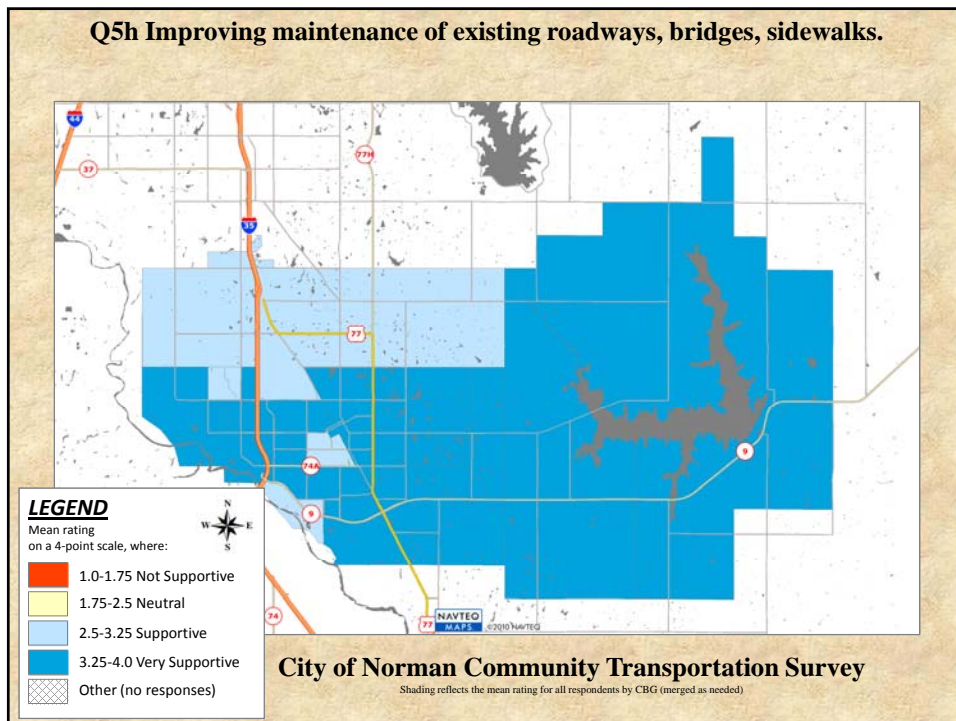 Q5h Improving maintenance of existing roadways, bridges, sidewalks.
44
37
77H
35
77
74A
9
9
74
77
NAVTEQ
MAPS
©2010 NAVTEQ
LEGEND
Mean rating
on a 4-point scale, where:
N
W E
S
1.0-1.75 Not Supportive
1.75-2.5 Neutral
2.5-3.25 Supportive
3.25-4.0 Very Supportive
Other (no responses)
City of Norman Community Transportation Survey
Shading reflects the mean rating for all respondents by CBG (merged as needed)